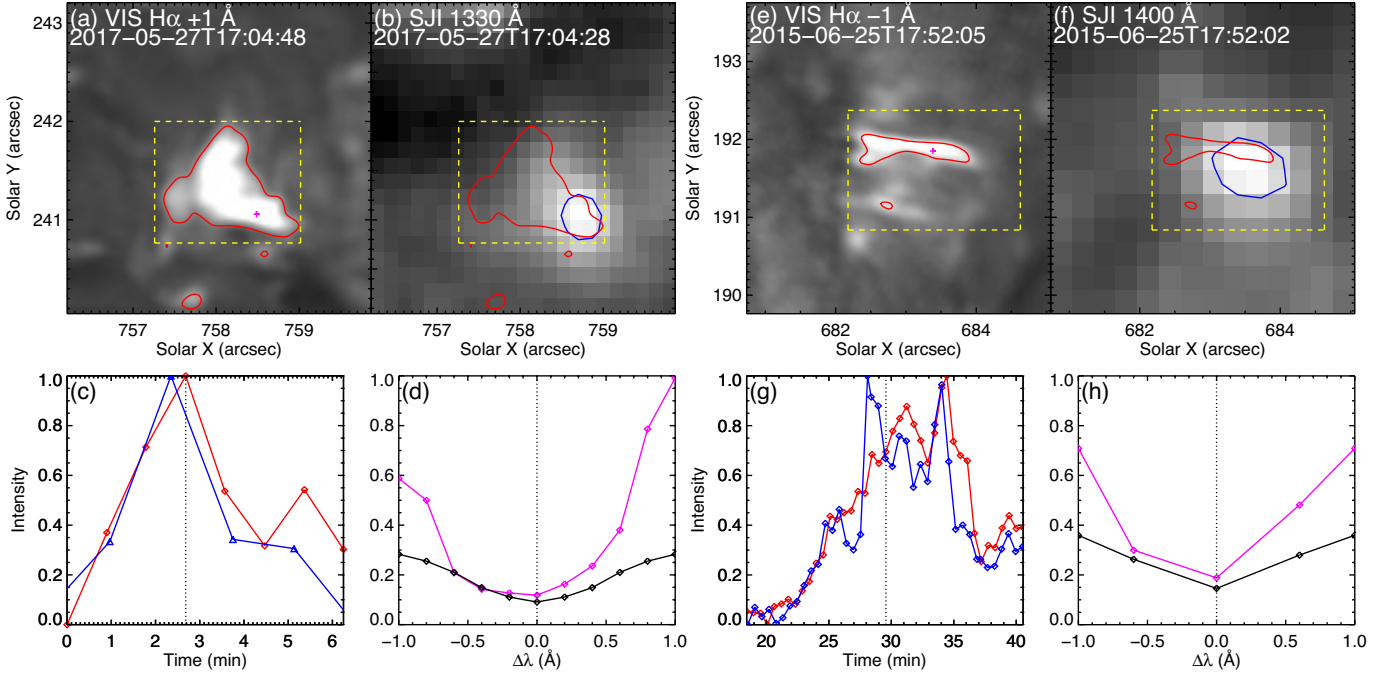 (a) VIS Hα +1 Å
2017−05−27T17:04:48
(b) SJI 1330 Å
2017−05−27T17:04:28
243
242
241
Solar Y (arcsec)
757
758
759
Solar X (arcsec)
757
758
759
Solar X (arcsec)
(e) VIS Hα −1 Å
2015−06−25T17:52:05
(f) SJI 1400 Å
2015−06−25T17:52:02
193
192
191
190
Solar Y (arcsec)
682
684
Solar X (arcsec)
682
684
Solar X (arcsec)
(c)
1.0
0.8
0.6
0.4
0.2
0.0
Intensity
0
1
2
3
4
5
6
Time (min)
(d)
1.0
0.8
0.6
0.4
0.2
0.0
−1.0
−0.5
0.0
0.5
1.0
Δλ (Å)
(g)
1.0
0.8
0.6
0.4
0.2
0.0
Intensity
20
25
30
35
40
Time (min)
(h)
1.0
0.8
0.6
0.4
0.2
0.0
−1.0
−0.5
0.0
0.5
1.0
Δλ (Å)